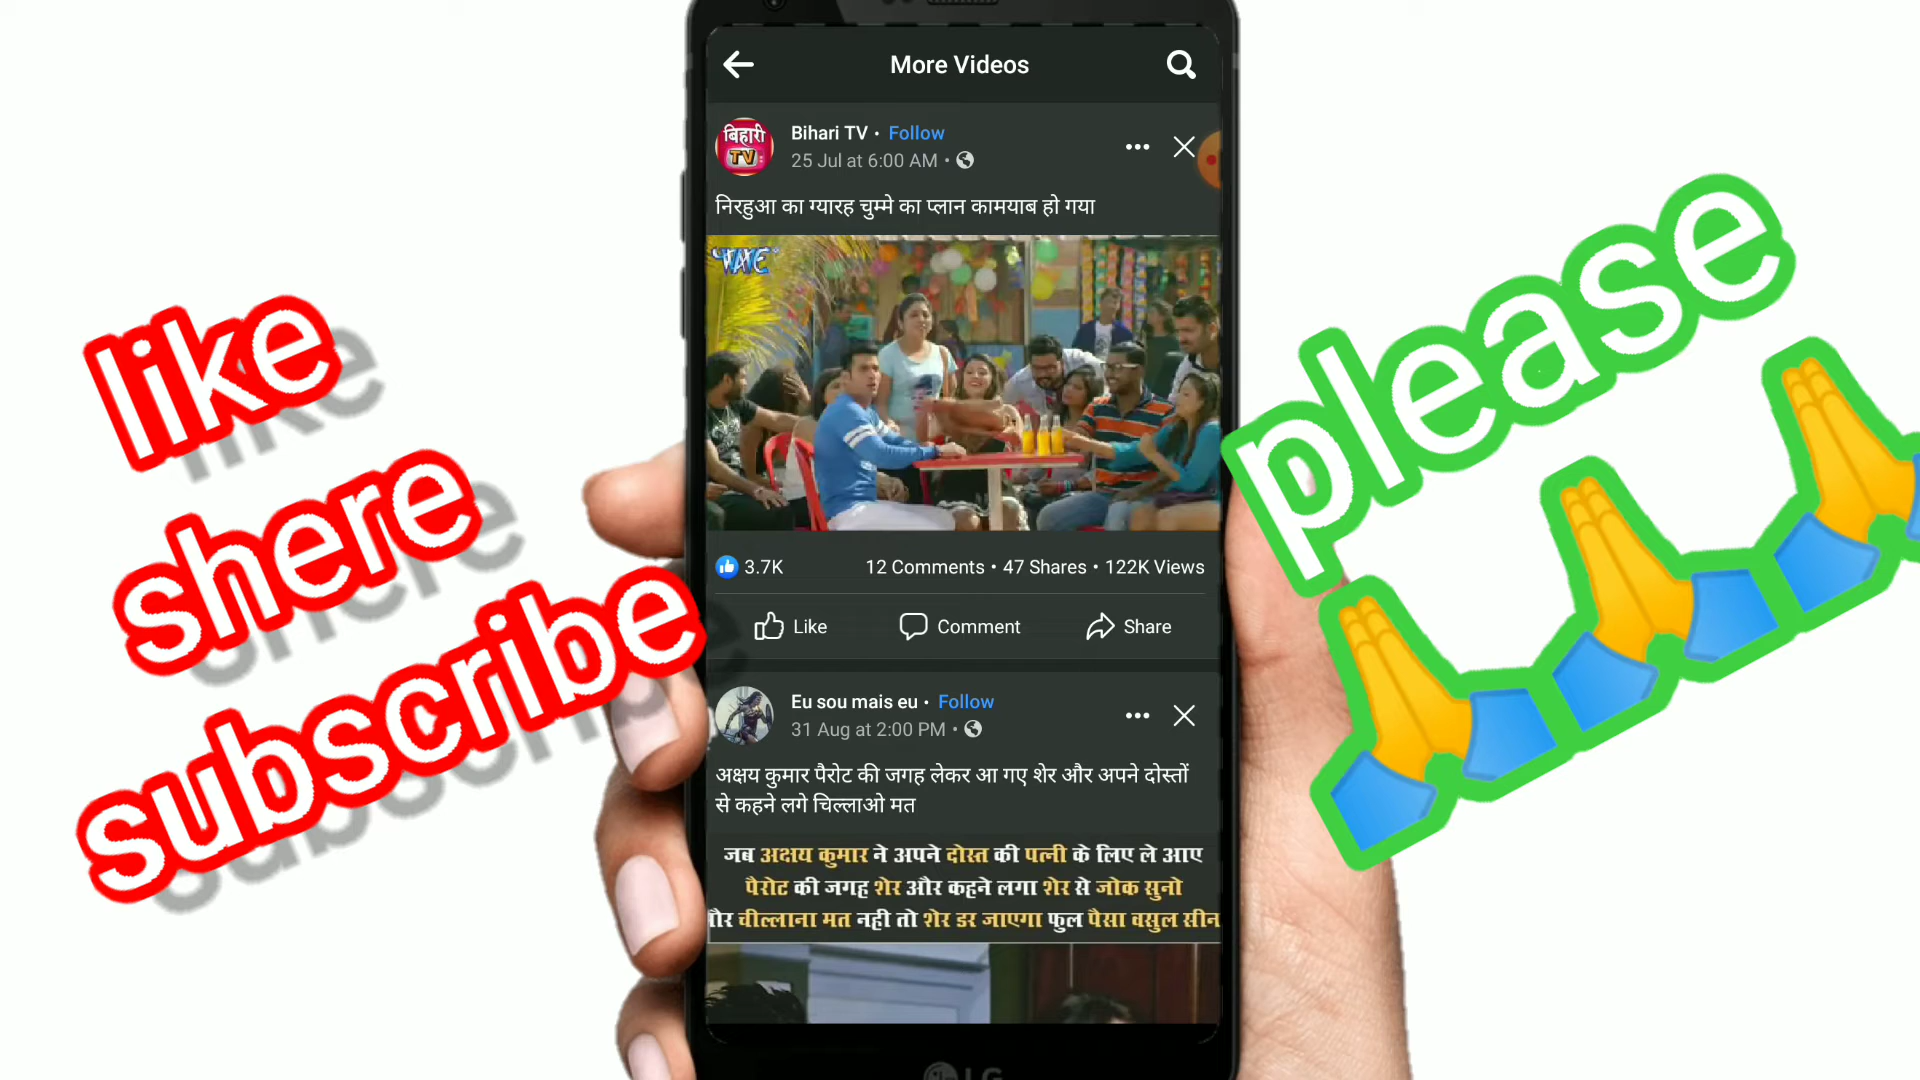 More Videos
बिहारी
TV
Bihari TV • Follow
25 Jul at 6:00 AM •
निरहुआ का ग्यारह चुम्मे का प्लान कामयाब हो गया
WAVE
3.7K 12 Comments • 47 Shares • 122K Views
Like Comment Share
Eu sou mais eu • Follow
31 Aug at 2:00 PM •
अक्षय कुमार पैरोट की जगह लेकर आ गए शेर और अपने दोस्तों
से कहने लगे चिल्लाओ मत
जब अक्षय कुमार ने अपने दोस्त की पत्नी के लिए ले आए
पैरोट की जगह शेर और कहने लगा शेर से जोक सुनो
चील्लाना मत नही तो शेर डर जाएगा फुल पैसा वसुल सीन
LG
like
shere
subscribe
please